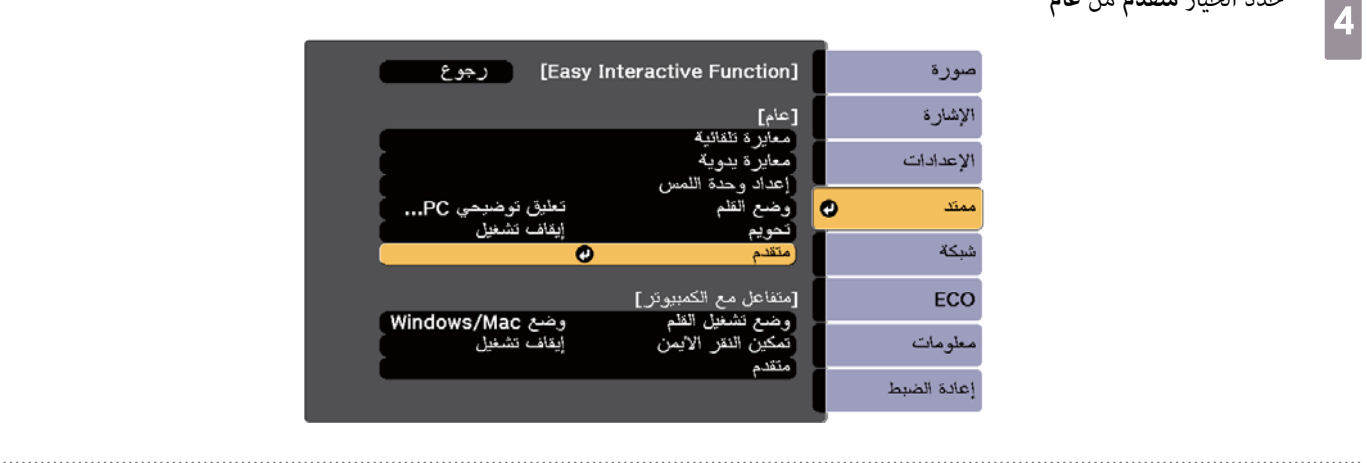 4
حدد الخيار متقدم من عام
صورة
الإشارة
الإعدادات
ممتد
شبكة
ECO
معلومات
إعادة الضبط
[Easy Interactive Function] رجوع
[عام]
معايرة تلقائية
معايرة يدوية
إعداد وحدة اللمس
وضع القلم تعليق توضيحي PC...
تحويم إيقاف تشغيل
متقدم
[متفاعل مع الكمبيوتر]
وضع تشغيل القلم وضع Windows/Mac
تمكين النقر الايمن إيقاف تشغيل
متقدم